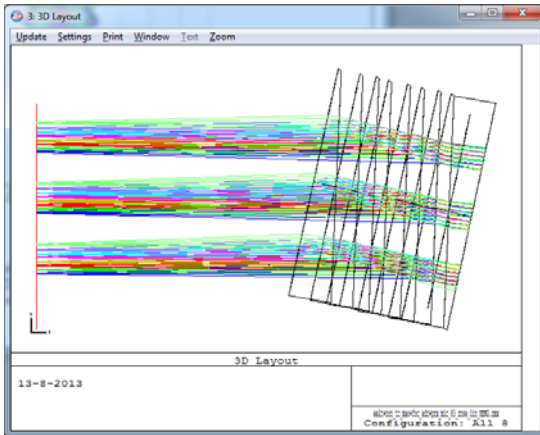 3: 3D Layout
Update Settings Print Window Text Zoom
3D Layout
13-8-2013
Configuration: All 8